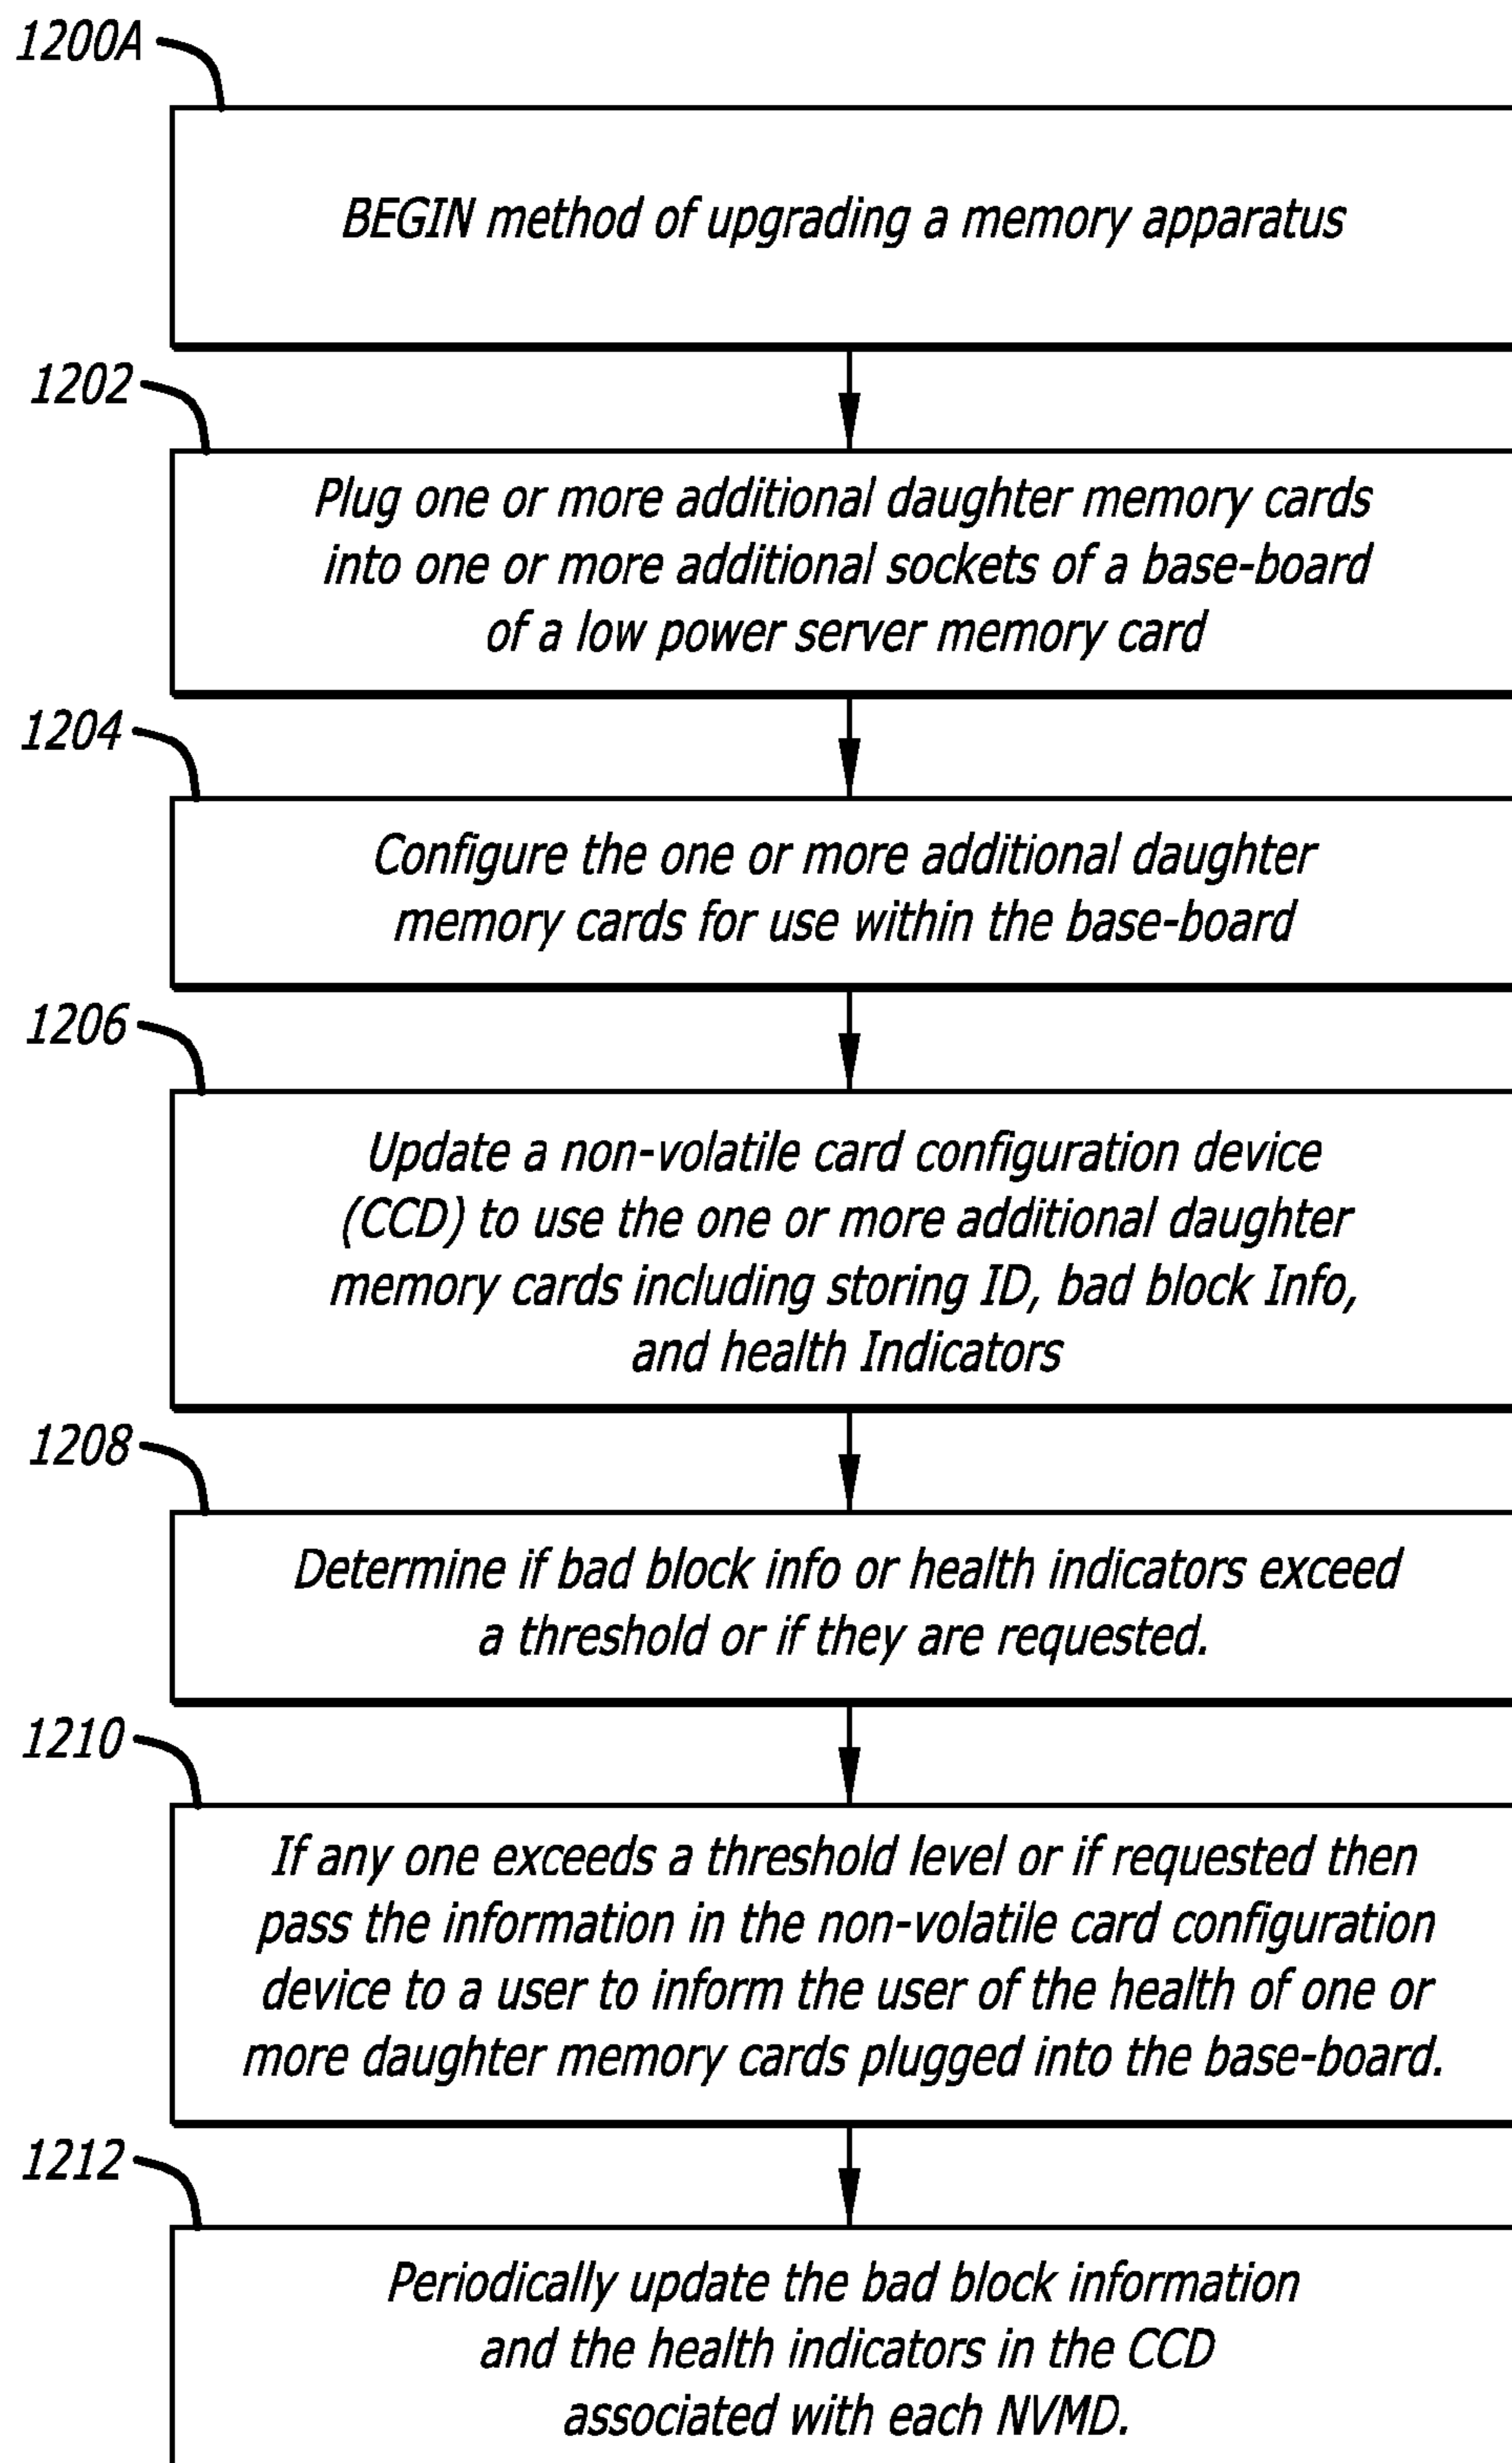 1200A
BEGIN method of upgrading a memory apparatus
1202
Plug one or more additional daughter memory cards
into one or more additional sockets of a base-board
of a low power server memory card
1204
Configure the one or more additional daughter
memory cards for use within the base-board
1206
Update a non-volatile card configuration device
(CCD) to use the one or more additional daughter
memory cards including storing ID, bad block Info,
and health Indicators
1208
Determine if bad block info or health indicators exceed
a threshold or if they are requested.
1210
If any one exceeds a threshold level or if requested then
pass the information in the non-volatile card configuration
device to a user to inform the user of the health of one or
more daughter memory cards plugged into the base-board.
1212
Periodically update the bad block information
and the health indicators in the CCD
associated with each NVMD.